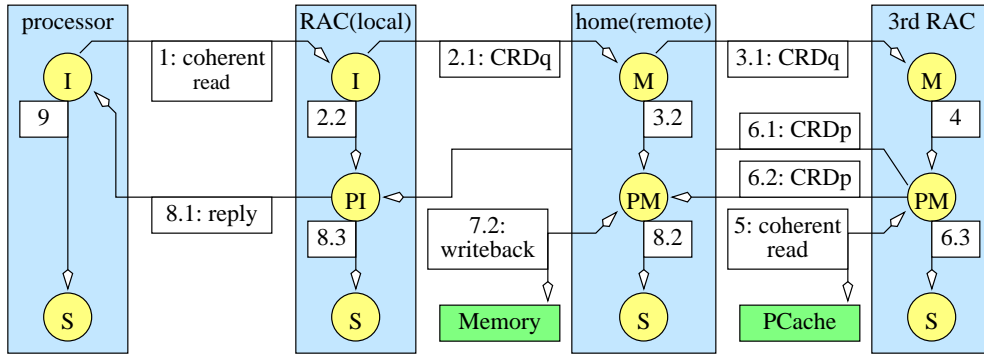 processor
RAC(local)
home(remote)
3rd RAC
1: coherent
read
2.1: CRDq
3.1: CRDq
I
I
M
M
9
2.2
3.2
4
6.1: CRDp
6.2: CRDp
PI
PM
PM
8.1: reply
8.3
7.2:
writeback
8.2
5: coherent
read
6.3
S
S
Memory
S
PCache
S